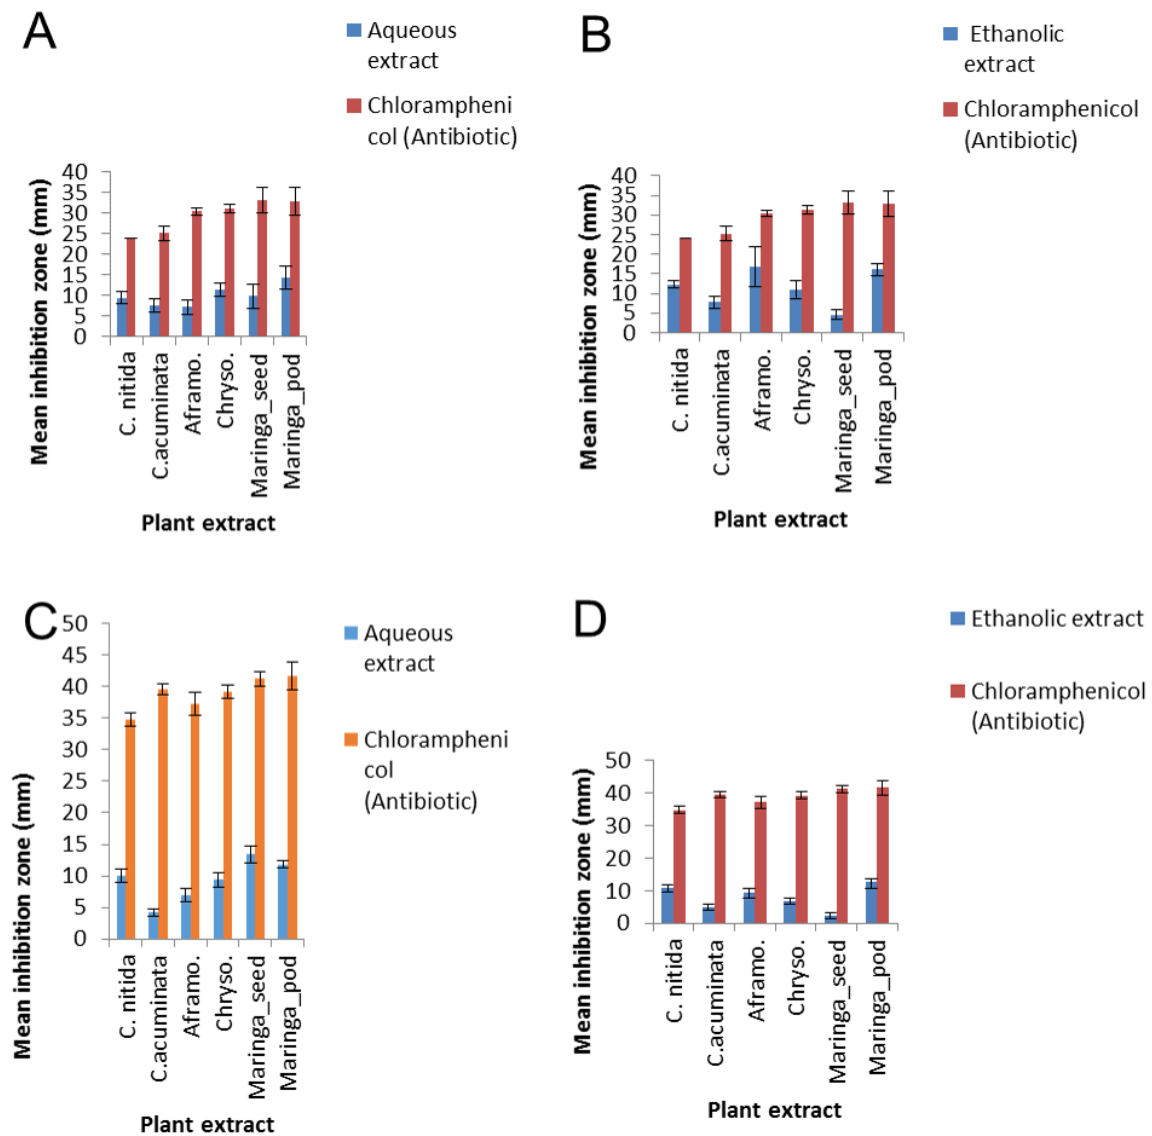 A
Aqueous
extract
Chlorampheni
col (Antibiotic)
40
35
30
25
20
15
10
5
0
Mean inhibition zone (mm)
C. nitida
C.acuminata
Aframo.
Chryso.
Maringa_seed
Maringa_pod
Plant extract
B
Ethanolic
extract
Chloramphenicol
(Antibiotic)
40
35
30
25
20
15
10
5
0
Mean inhibition zone (mm)
C. nitida
C.acuminata
Aframo.
Chryso.
Maringa_seed
Maringa_pod
Plant extract
C
Aqueous
extract
Chlorampheni
col
(Antibiotic)
50
45
40
35
30
25
20
15
10
5
0
Mean inhibition zone (mm)
C. nitida
C.acuminata
Aframo.
Chryso.
Maringa_seed
Maringa_pod
Plant extract
D
Ethanolic extract
Chloramphenicol
(Antibiotic)
50
40
30
20
10
0
Mean inhibition zone (mm)
C. nitida
C.acuminata
Aframo.
Chryso.
Maringa_seed
Maringa_pod
Plant extract